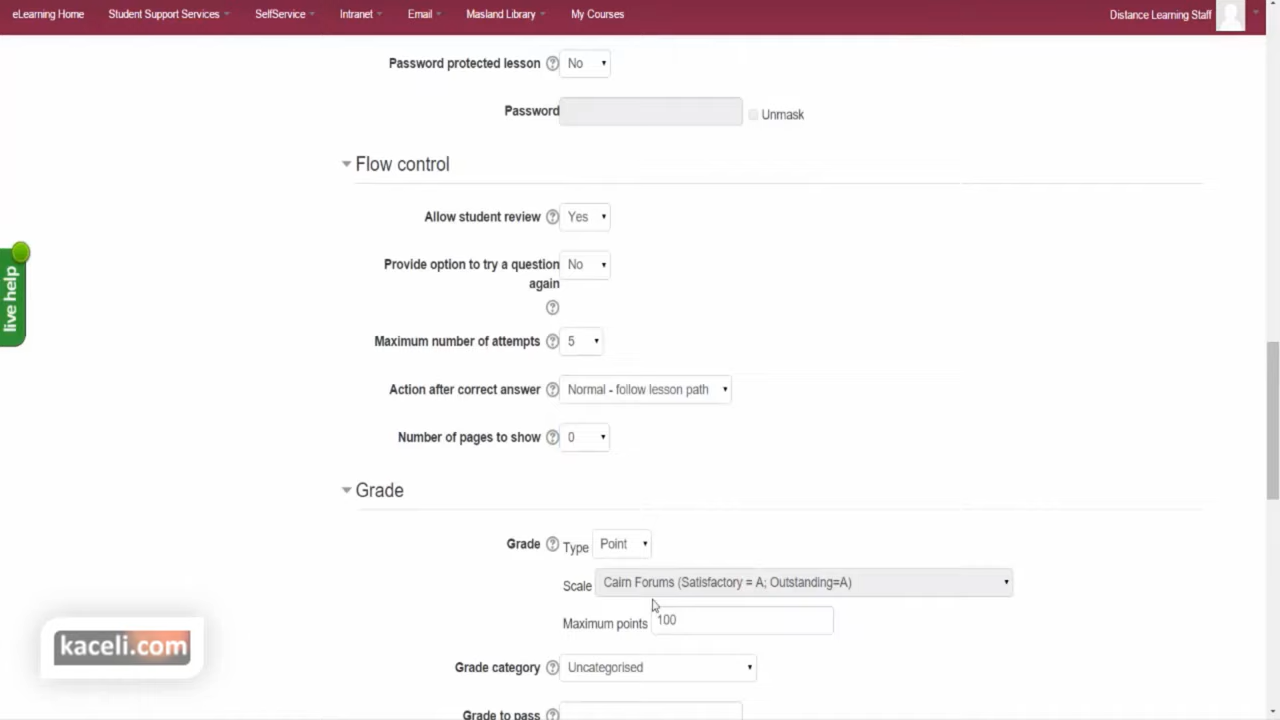 eLearning Home Student Support Services SelfService Intranet Email Masland Library My Courses Distance Learning Staff
Password protected lesson ? No
Password Unmask
Flow control
Allow student review ? Yes
Provide option to try a question No
again
?
Maximum number of attempts ? 5
Action after correct answer ? Normal - follow lesson path
Number of pages to show ? 0
Grade
Grade ? Type Point
Scale Cairn Forums (Satisfactory = A; Outstanding=A)
Maximum points 100
Grade category ? Uncategorised
Grade to pass ?
live help
kaceli.com